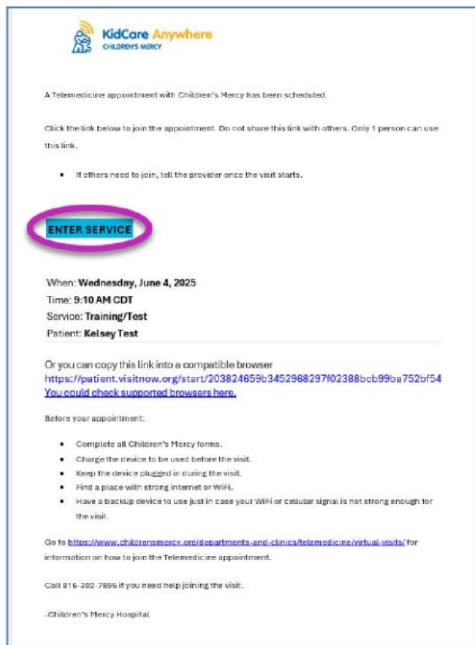 KidCare Anywhere
CHILDREN'S MERCY
A Telemedicine appointment with Children's Mercy has been scheduled.
Click the link below to join the appointment. Do not share this link with others. Only 1 person can use
this link.
• If others need to join, tell the provider once the visit starts.
ENTER SERVICE
When: Wednesday, June 4, 2025
Time: 9:10 AM CDT
Service: Training/Test
Patient: Kelsey Test
Or you can copy this link into a compatible browser
https://patient.visitnow.org/start/203824659b3452968297f02388bcb99ba752bf54
You could check supported browsers here.
Before your appointment:
• Complete all Children's Mercy forms.
• Charge the device to be used before the visit.
• Keep the device plugged in during the visit.
• Find a place with strong internet or WiFi.
• Have a backup device to use just in case your WiFi or cellular signal is not strong enough for
the visit.
Go to https://www.childrensmercy.org/departments-and-clinics/telemedicine/virtual-visits/ for
information on how to join the Telemedicine appointment.
Call 816-302-7895 if you need help joining the visit.
-Children's Mercy Hospital